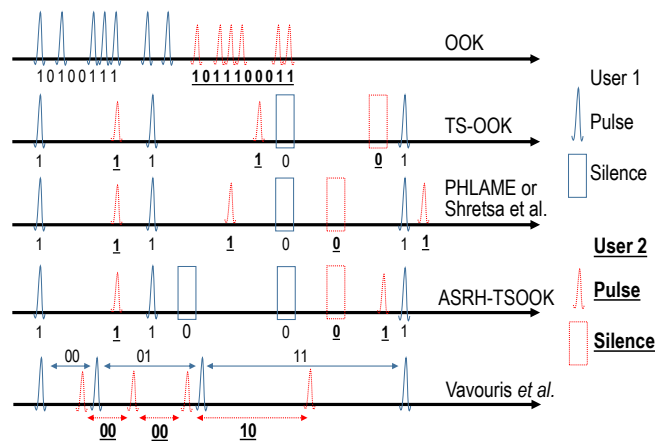 OOK
1 0 1 0 0 1 1 1
1 0 1 1 1 0 0 0 1 1
User 1
Pulse
Silence
TS-OOK
1 1 1 1 0 0 1
PHLAME or
Shretsa et al.
1 1 1 1 0 0 1 1
User 2
Pulse
Silence
ASRH-TSOOK
1 1 1 0 0 0 1 1
00 01 11
Vavouris et al.
00 00 10